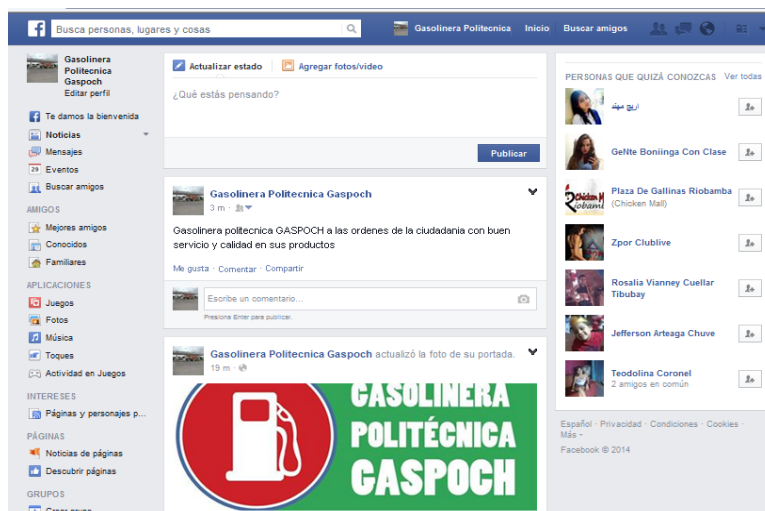 Busca personas, lugares y cosas
Gasolinera Politecnica Inicio Buscar amigos
Gasolinera
Politecnica
Gaspoch
Editar perfil
Te damos la bienvenida
Noticias
Mensajes
29 Eventos
Buscar amigos
AMIGOS
Mejores amigos
Conocidos
Familiares
APLICACIONES
Juegos
Fotos
Música
Toques
Actividad en Juegos
INTERESES
Páginas y personajes p...
PÁGINAS
Noticias de páginas
Descubrir páginas
GRUPOS
Actualizar estado Agregar fotos/video
¿Qué estás pensando?
Publicar
Gasolinera Politecnica Gaspoch
3 m ·
Gasolinera politecnica GASPOCH a las ordenes de la ciudadania con buen
servicio y calidad en sus productos
Me gusta · Comentar · Compartir
Escribe un comentario...
Presiona Enter para publicar.
Gasolinera Politecnica Gaspoch actualizó la foto de su portada.
19 m ·
GASOLINERA
POLITÉCNICA
GASPOCH
PERSONAS QUE QUIZÁ CONOZCAS Ver todas
اريج مهند
GeNte Boniinga Con Clase
Plaza De Gallinas Riobamba
(Chicken Mall)
Zpor Clublive
Rosalia Vianney Cuellar
Tibubay
Jefferson Arteaga Chuve
Teodolina Coronel
2 amigos en común
Español · Privacidad · Condiciones · Cookies ·
Más
Facebook © 2014